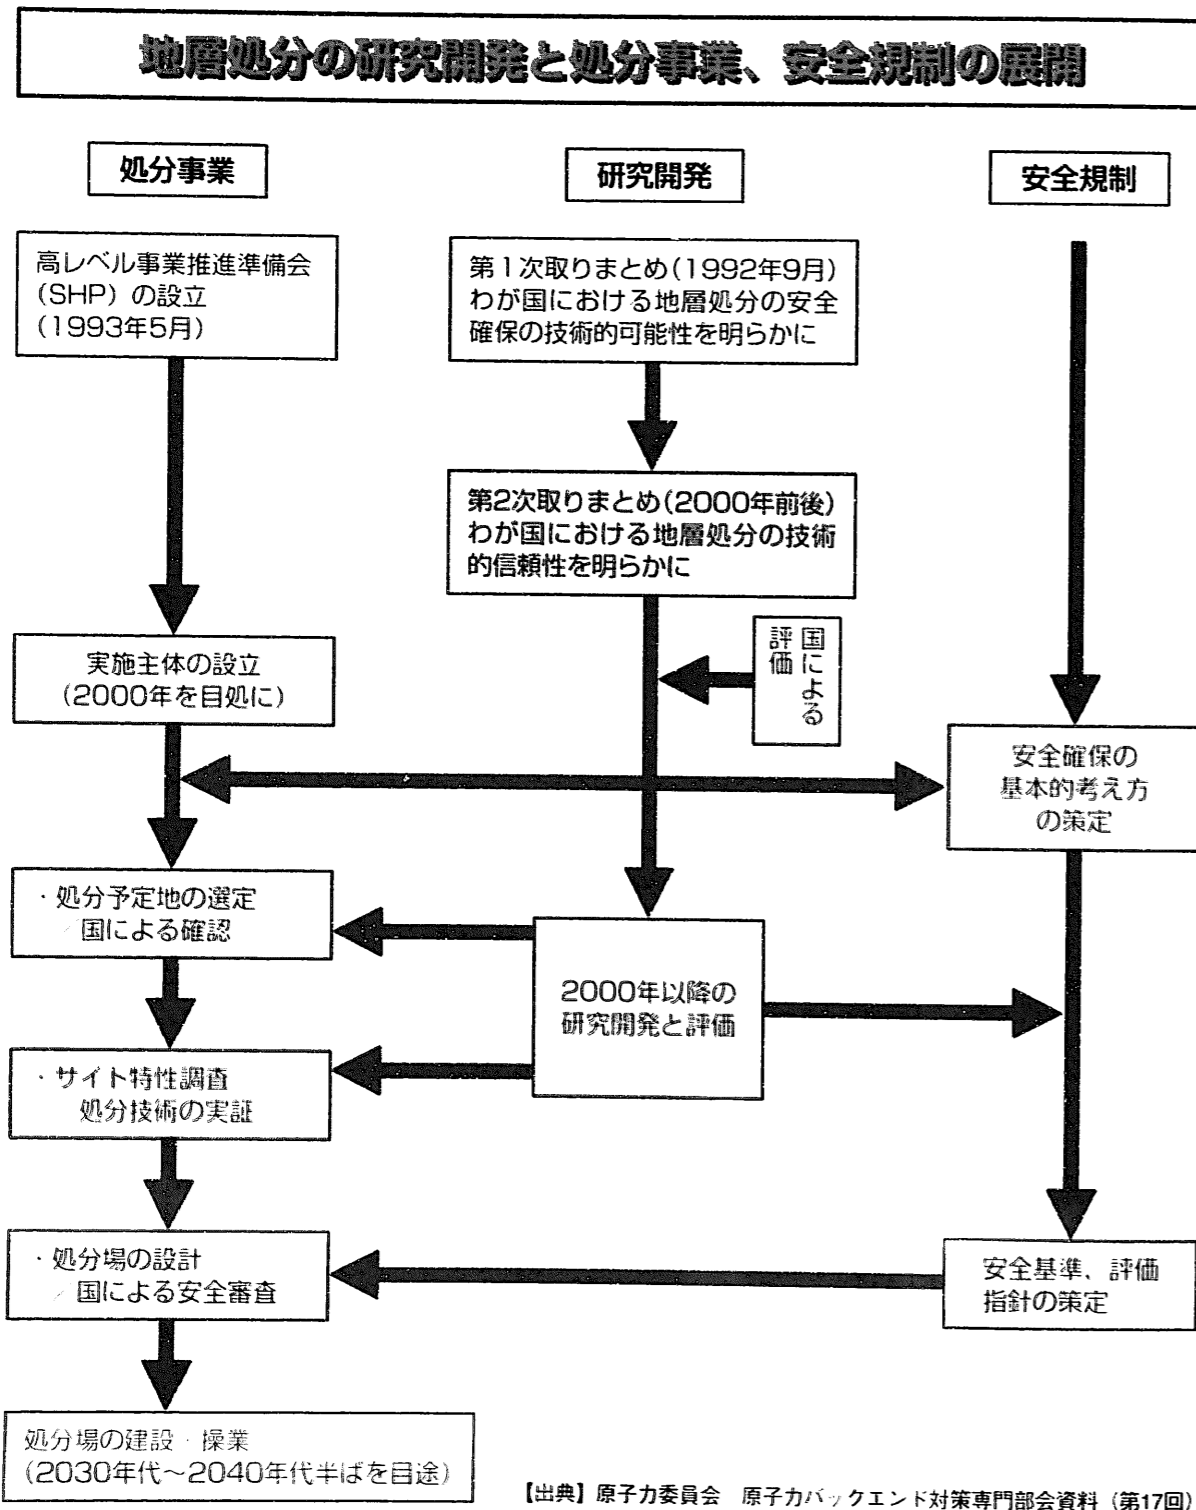 地層処分の研究開発と処分事業、安全規制の展開
処分事業
研究開発
安全規制
高レベル事業推進準備会
(SHP)の設立
(1993年5月)
第1次取りまとめ(1992年9月)
わが国における地層処分の安全
確保の技術的可能性を明らかに
第2次取りまとめ(2000年前後)
わが国における地層処分の技術
的信頼性を明らかに
国による
評価
実施主体の設立
(2000年を目処に)
安全確保の
基本的考え方
の策定
・処分予定地の選定
／国による確認
2000年以降の
研究開発と評価
・サイト特性調査
処分技術の実証
・処分場の設計
／国による安全審査
安全基準、評価
指針の策定
処分場の建設・操業
(2030年代～2040年代半ばを目途)
【出典】原子力委員会 原子力バックエンド対策専門部会資料(第17回)